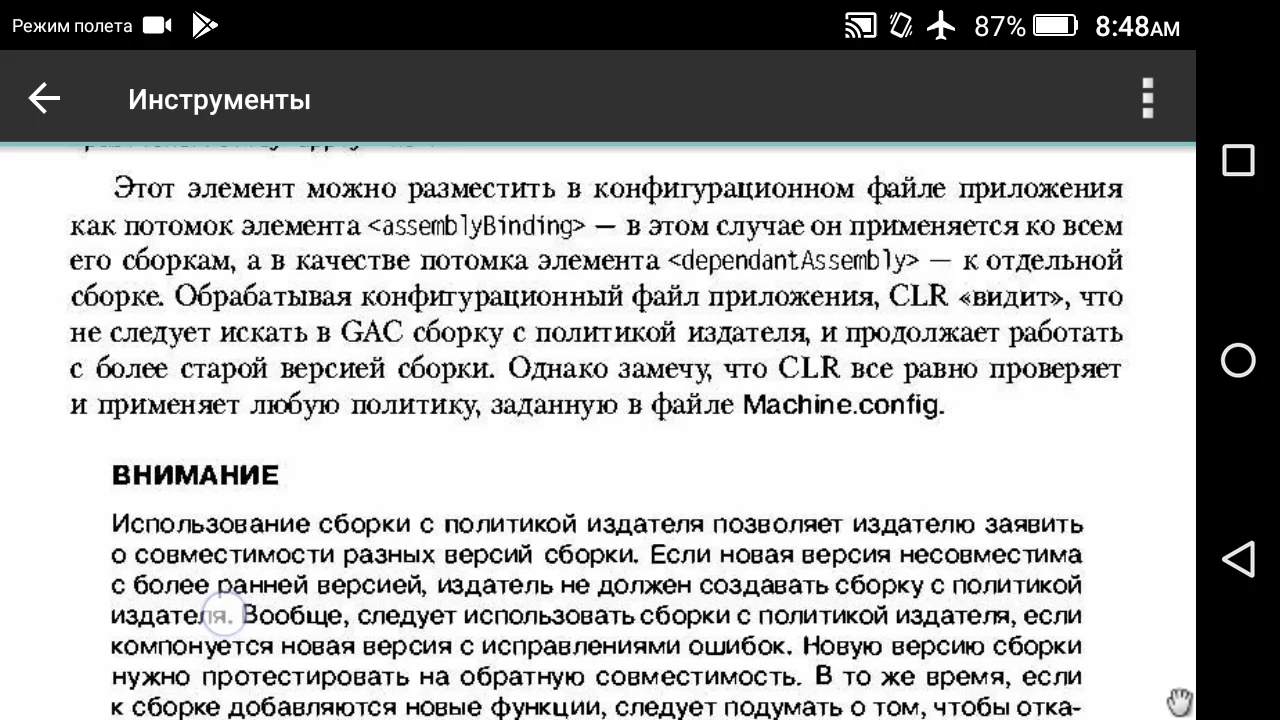 Режим полета
87% 8:48AM
Инструменты
Этот элемент можно разместить в конфигурационном файле приложения
как потомок элемента <assemblyBinding> — в этом случае он применяется ко всем
его сборкам, а в качестве потомка элемента <dependantAssembly> — к отдельной
сборке. Обрабатывая конфигурационный файл приложения, CLR «видит», что
не следует искать в GAC сборку с политикой издателя, и продолжает работать
с более старой версией сборки. Однако замечу, что CLR все равно проверяет
и применяет любую политику, заданную в файле Machine.config.
ВНИМАНИЕ
Использование сборки с политикой издателя позволяет издателю заявить
о совместимости разных версий сборки. Если новая версия несовместима
с более ранней версией, издатель не должен создавать сборку с политикой
издателя. Вообще, следует использовать сборки с политикой издателя, если
компонуется новая версия с исправлениями ошибок. Новую версию сборки
нужно протестировать на обратную совместимость. В то же время, если
к сборке добавляются новые функции, следует подумать о том, чтобы отка-